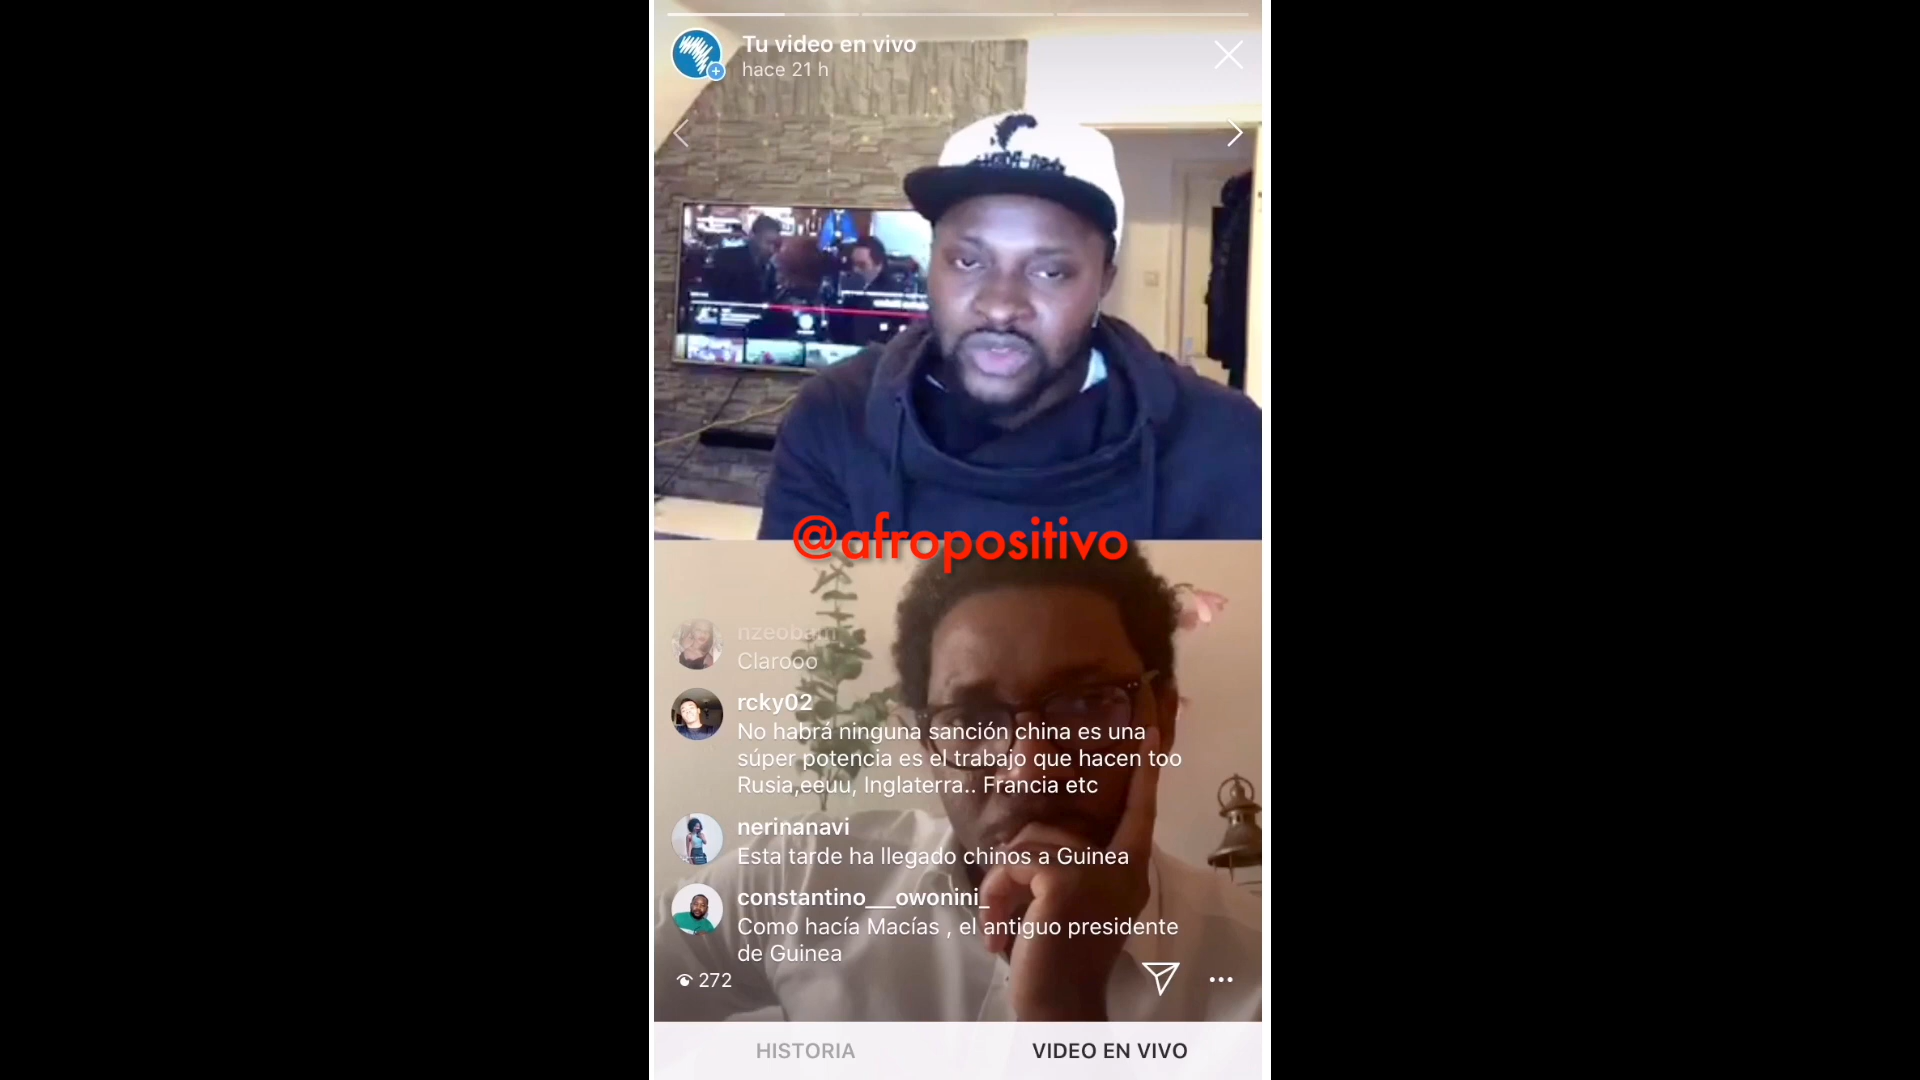 Tu video en vivo
hace 21 h
@afropositivo
Clarooo
rcky02
No habrá ninguna sanción china es una
súper potencia es el trabajo que hacen too
Rusia,eeuu, Inglaterra.. Francia etc
nerinanavi
Esta tarde ha llegado chinos a Guinea
constantino___owonini_
Como hacía Macías , el antiguo presidente
de Guinea
272
HISTORIA
VIDEO EN VIVO